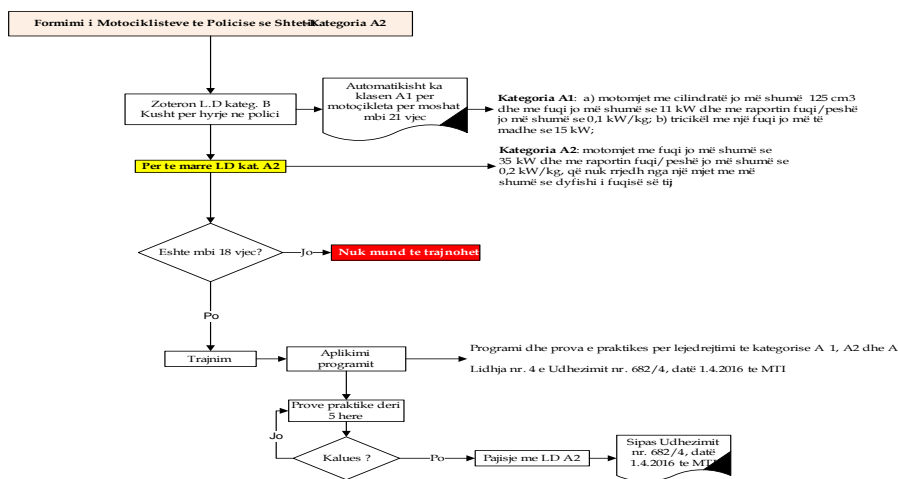 Formimi i Motociklisteve te Policise se Shtetit-Kategoria A2
Zoteron L.D kateg. B
Kusht per hyrje ne polici
Automatikisht ka
klasen A1 per
motoçikleta per moshat
mbi 21 vjec
Kategoria A1: a) motomjet me cilindratë jo më shumë 125 cm3
dhe me fuqi jo më shumë se 11 kW dhe me raportin fuqi/peshë
jo më shumë se 0,1 kW/kg; b) tricikël me një fuqi jo më të
madhe se 15 kW;
Per te marre LD kat. A2
Kategoria A2: motomjet me fuqi jo më shumë se
35 kW dhe me raportin fuqi/peshë jo më shumë se
0,2 kW/kg, që nuk rrjedh nga një mjet me më
shumë se dyfishi i fuqisë së tij
Eshte mbi 18 vjec?
Jo
Nuk mund te trajnohet
Po
Trajnim
Aplikimi
programit
Programi dhe prova e praktikes per lejedrejtimi te kategorise A 1, A2 dhe A
Lidhja nr. 4 e Udhezimit nr. 682/4, datë 1.4.2016 te MTI
Prove praktike deri
5 here
Jo
Kalues ?
Po
Pajisje me LD A2
Sipas Udhezimit
nr. 682/4, datë
1.4.2016 te MTI